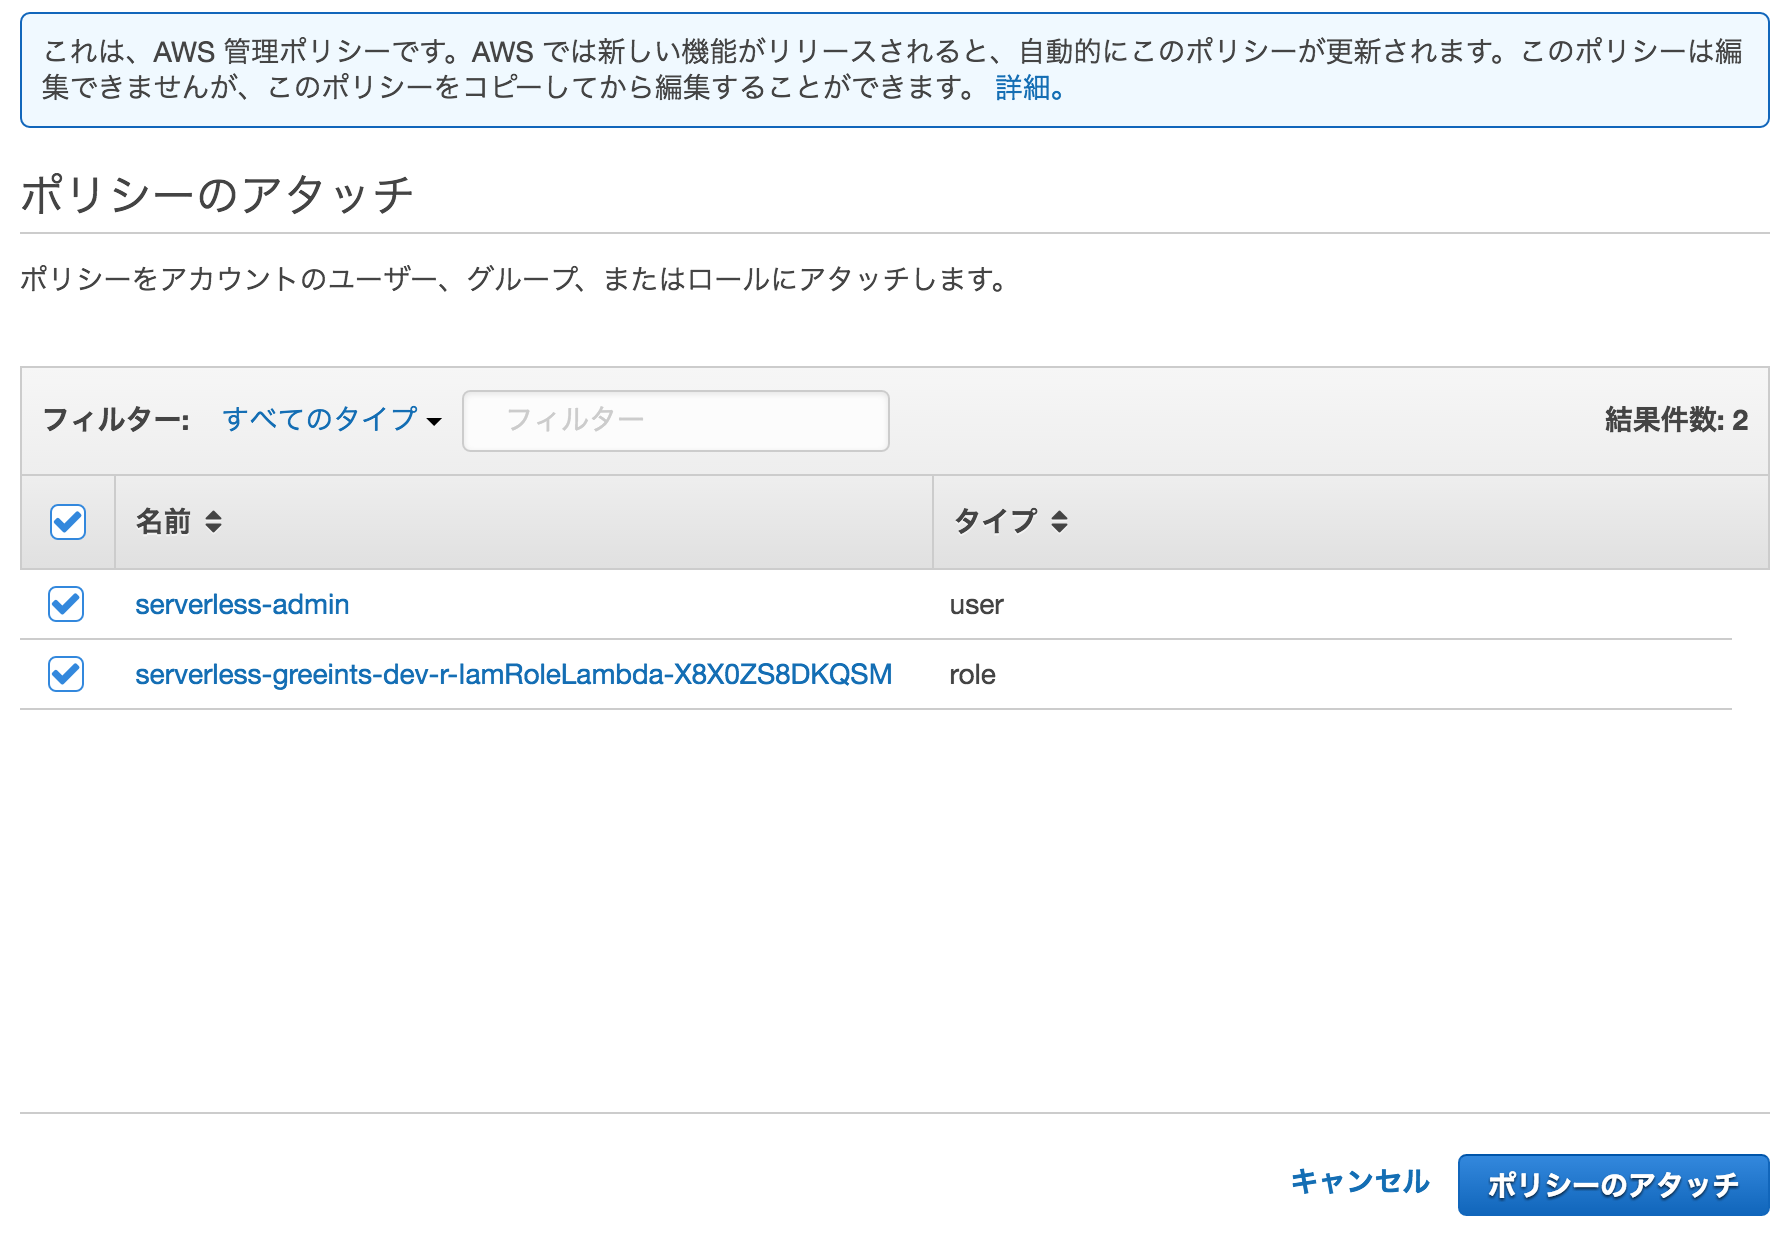 これは、AWS 管理ポリシーです。AWS では新しい機能がリリースされると、自動的にこのポリシーが更新されます。このポリシーは編
集できませんが、このポリシーをコピーしてから編集することができます。 詳細。
ポリシーのアタッチ
ポリシーをアカウントのユーザー、グループ、またはロールにアタッチします。
フィルター: すべてのタイプ フィルター 結果件数: 2
名前 タイプ
serverless-admin user
serverless-greeints-dev-r-IamRoleLambda-X8X0ZS8DKQSM role
キャンセル ポリシーのアタッチ